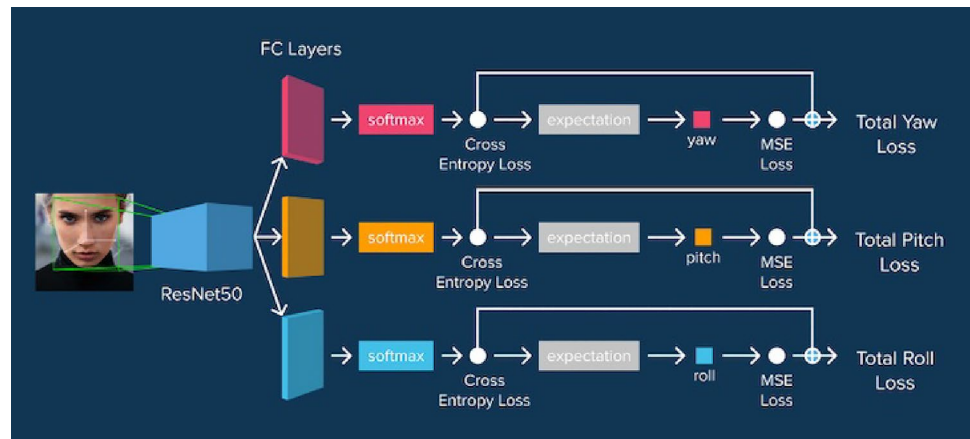 FC Layers
softmax
Cross
Entropy Loss
expectation
yaw
MSE
Loss
Total Yaw
Loss
ResNet50
softmax
Cross
Entropy Loss
expectation
pitch
MSE
Loss
Total Pitch
Loss
softmax
Cross
Entropy Loss
expectation
roll
MSE
Loss
Total Roll
Loss